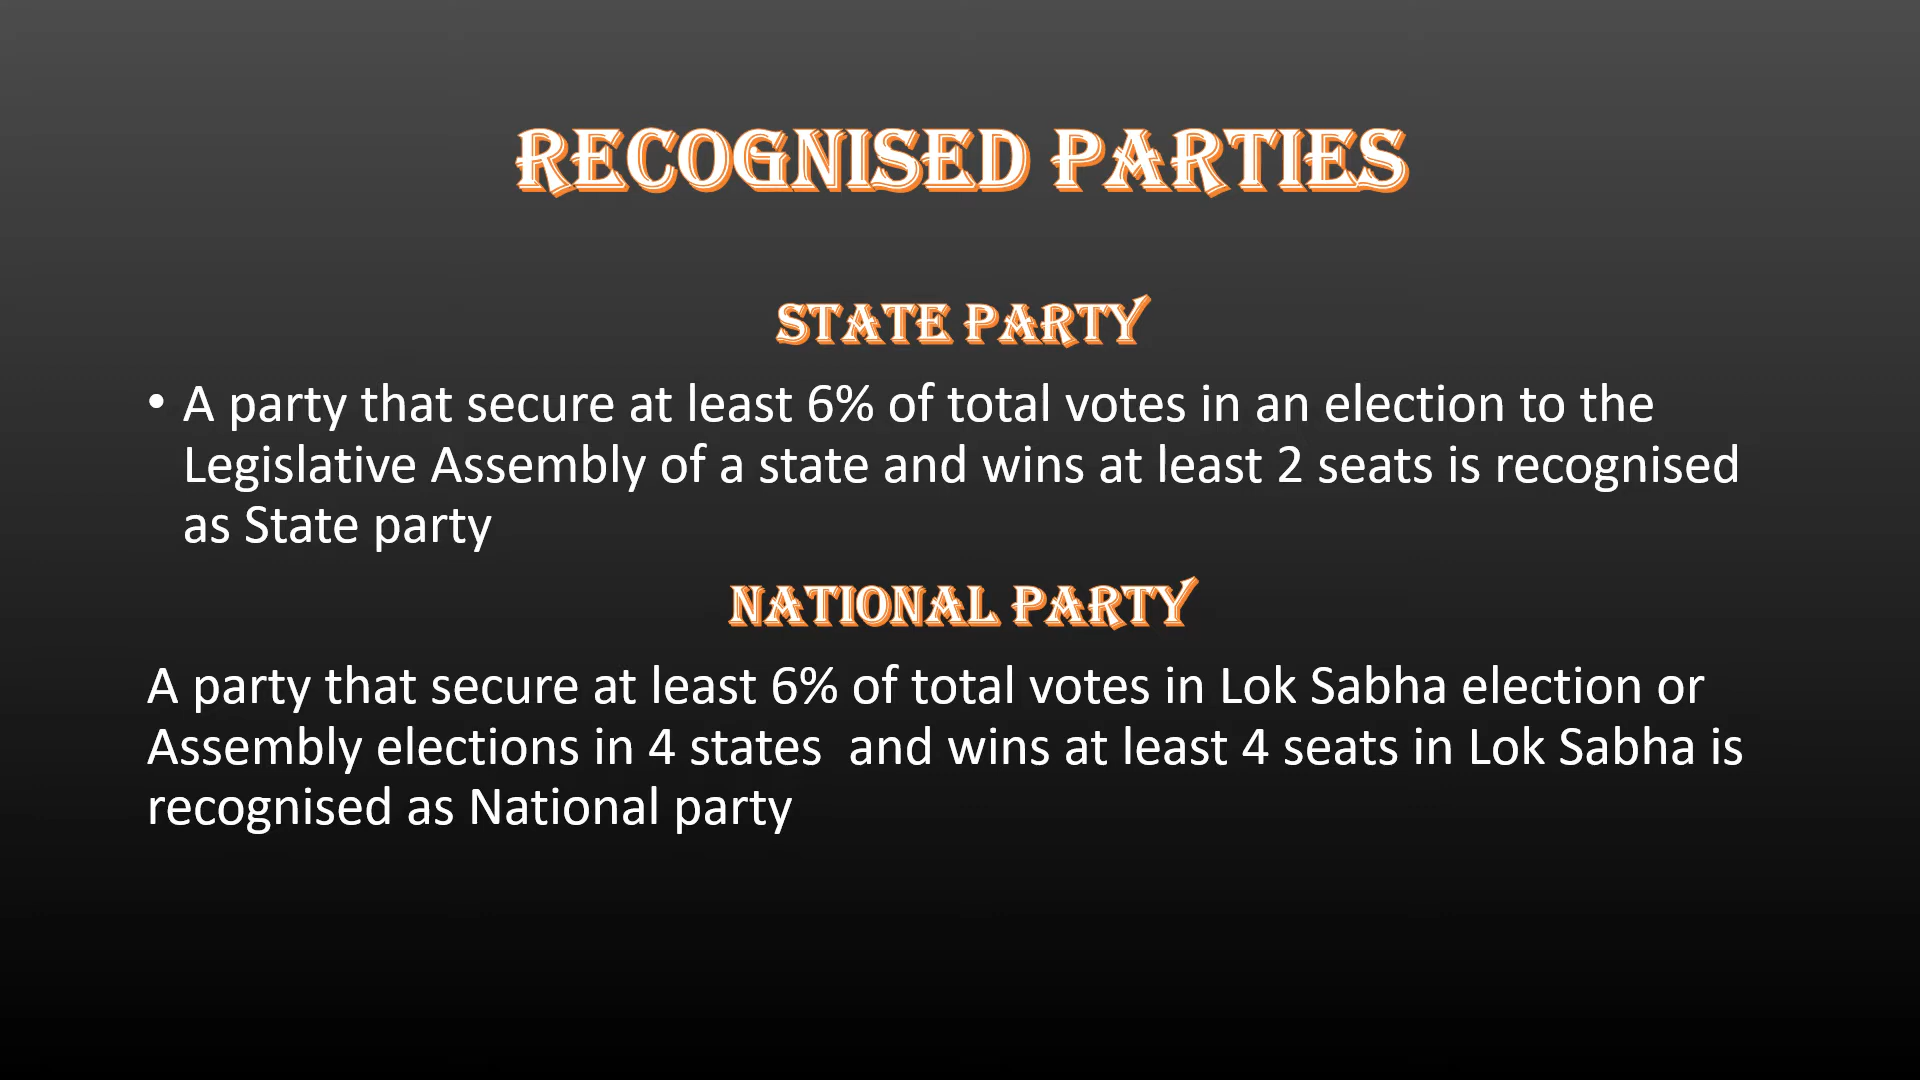 RECOGNISED PARTIES
STATE PARTY
• A party that secure at least 6% of total votes in an election to the
Legislative Assembly of a state and wins at least 2 seats is recognised
as State party
NATIONAL PARTY
A party that secure at least 6% of total votes in Lok Sabha election or
Assembly elections in 4 states  and wins at least 4 seats in Lok Sabha is
recognised as National party